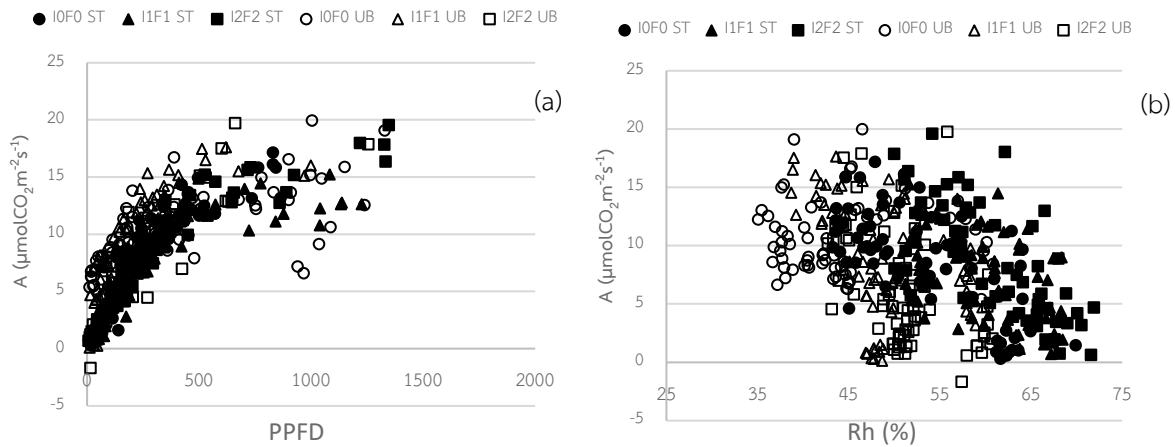 I0F0 ST I1F1 ST I2F2 ST I0F0 UB I1F1 UB I2F2 UB
(a)
A (µmolCO2m-2s-1)
25
20
15
10
5
0
-5
0 500 1000 1500 2000
PPFD
I0F0 ST I1F1 ST I2F2 ST I0F0 UB I1F1 UB I2F2 UB
(b)
A (µmolCO2m-2s-1)
25
20
15
10
5
0
-5
25 35 45 55 65 75
Rh (%)